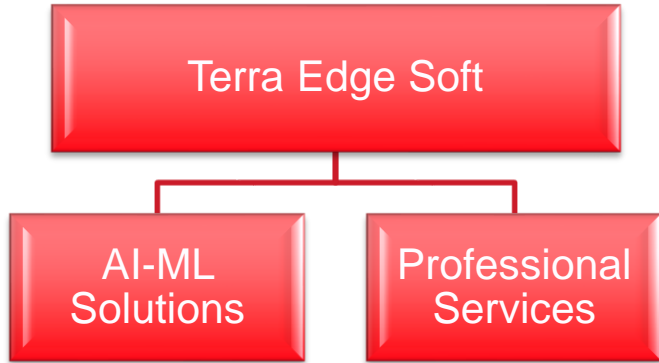 Terra Edge Soft
AI-ML
Solutions
Professional
Services